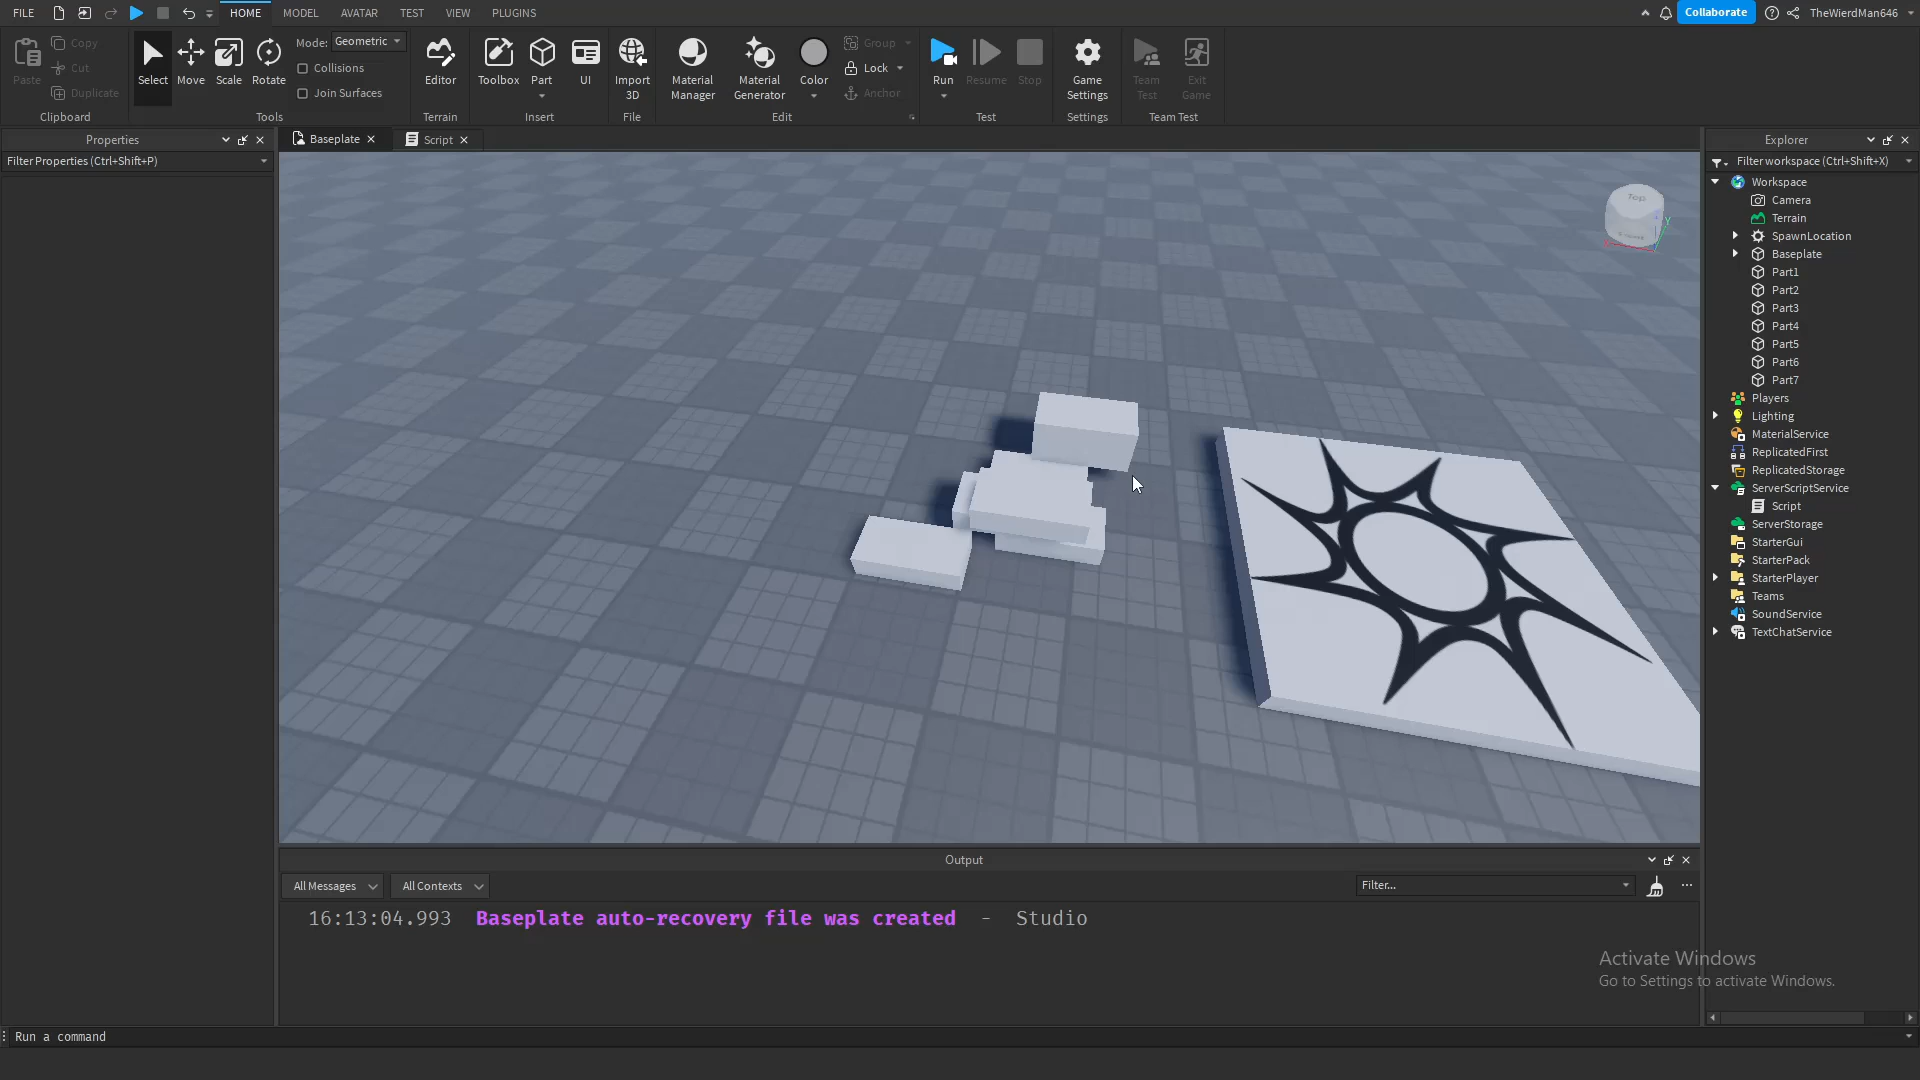 FILE HOME MODEL AVATAR TEST VIEW PLUGINS Collaborate TheWierdMan646
Paste Copy Cut Duplicate Clipboard
Select Move Scale Rotate Mode: Geometric Collisions Join Surfaces Tools
Editor Terrain
Toolbox Part UI Insert
Import 3D File
Material Manager Material Generator Color Group Lock Anchor Edit
Run Resume Stop Test
Game Settings Settings
Team Test Exit Game Team Test
Properties
Filter Properties (Ctrl+Shift+P)
Baseplate Script
Top
Explorer
Filter workspace (Ctrl+Shift+X)
Workspace
Camera
Terrain
SpawnLocation
Baseplate
Part1
Part2
Part3
Part4
Part5
Part6
Part7
Players
Lighting
MaterialService
ReplicatedFirst
ReplicatedStorage
ServerScriptService
Script
ServerStorage
StarterGui
StarterPack
StarterPlayer
Teams
SoundService
TextChatService
Output
All Messages All Contexts Filter...
16:13:04.993 Baseplate auto-recovery file was created - Studio
Activate Windows
Go to Settings to activate Windows.
Run a command